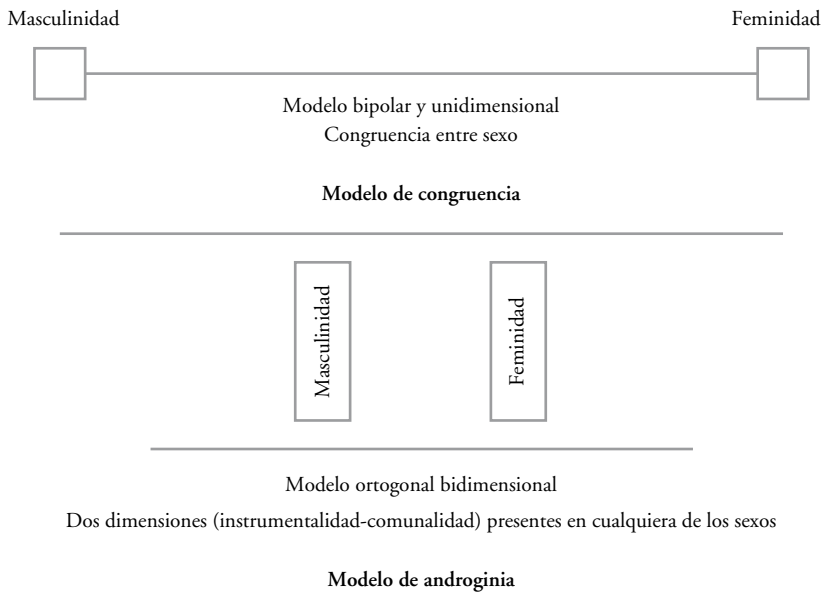 Masculinidad
Feminidad
Modelo bipolar y unidimensional
Congruencia entre sexo
Modelo de congruencia
Masculinidad
Feminidad
Modelo ortogonal bidimensional
Dos dimensiones (instrumentalidad-comunalidad) presentes en cualquiera de los sexos
Modelo de androginia